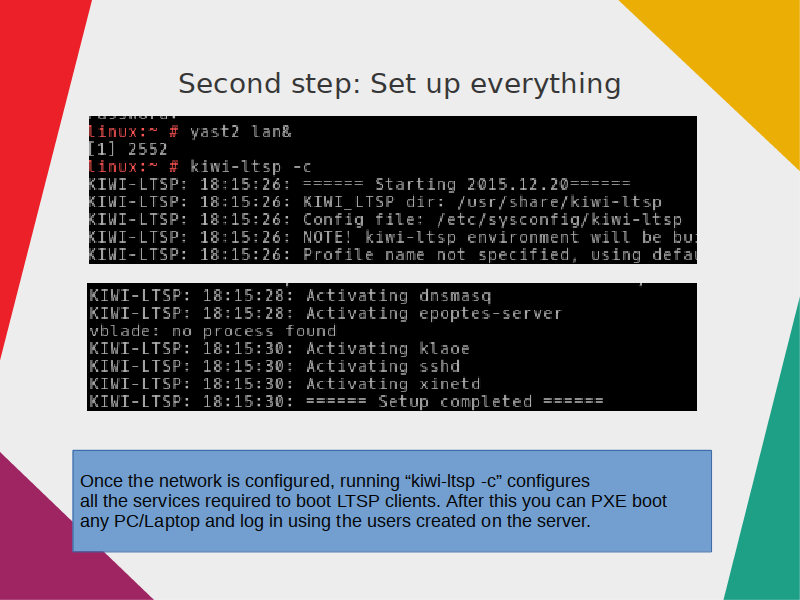 Second step: Set up everything
Password:
linux:~ # yast2 lan&
[1] 2552
linux:~ # kiwi-ltsp -c
KIWI-LTSP: 18:15:26: ====== Starting 2015.12.20======
KIWI-LTSP: 18:15:26: KIWI_LTSP dir: /usr/share/kiwi-ltsp
KIWI-LTSP: 18:15:26: Config file: /etc/sysconfig/kiwi-ltsp
KIWI-LTSP: 18:15:26: NOTE! kiwi-ltsp environment will be bui
KIWI-LTSP: 18:15:26: Profile name not specified, using defau
KIWI-LTSP: 18:15:28: Activating dnsmasq
KIWI-LTSP: 18:15:28: Activating epoptes-server
vblade: no process found
KIWI-LTSP: 18:15:30: Activating klaoe
KIWI-LTSP: 18:15:30: Activating sshd
KIWI-LTSP: 18:15:30: Activating xinetd
KIWI-LTSP: 18:15:30: ====== Setup completed ======
Once the network is configured, running “kiwi-ltsp -c” configures
all the services required to boot LTSP clients. After this you can PXE boot
any PC/Laptop and log in using the users created on the server.